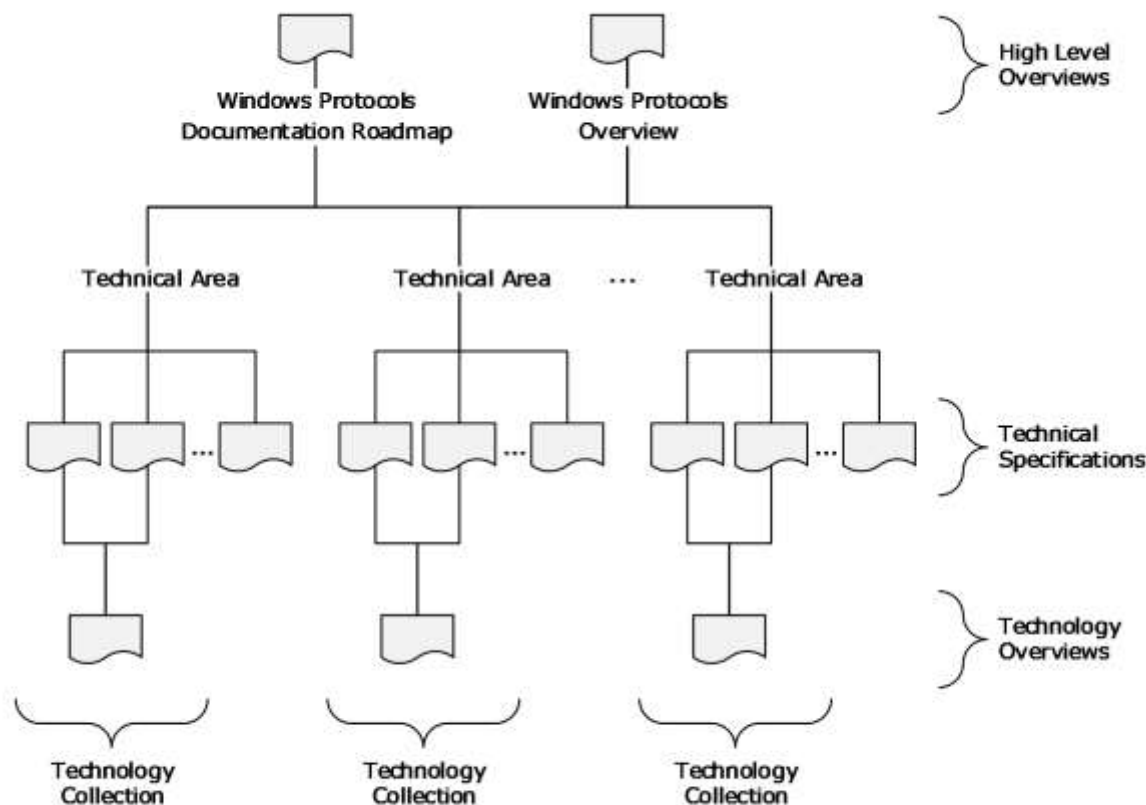 High Level
Overviews
Windows Protocols
Documentation Roadmap
Windows Protocols
Overview
Technical Area
Technical Area
...
Technical Area
...
...
...
Technical
Specifications
Technology
Overviews
Technology
Collection
Technology
Collection
Technology
Collection